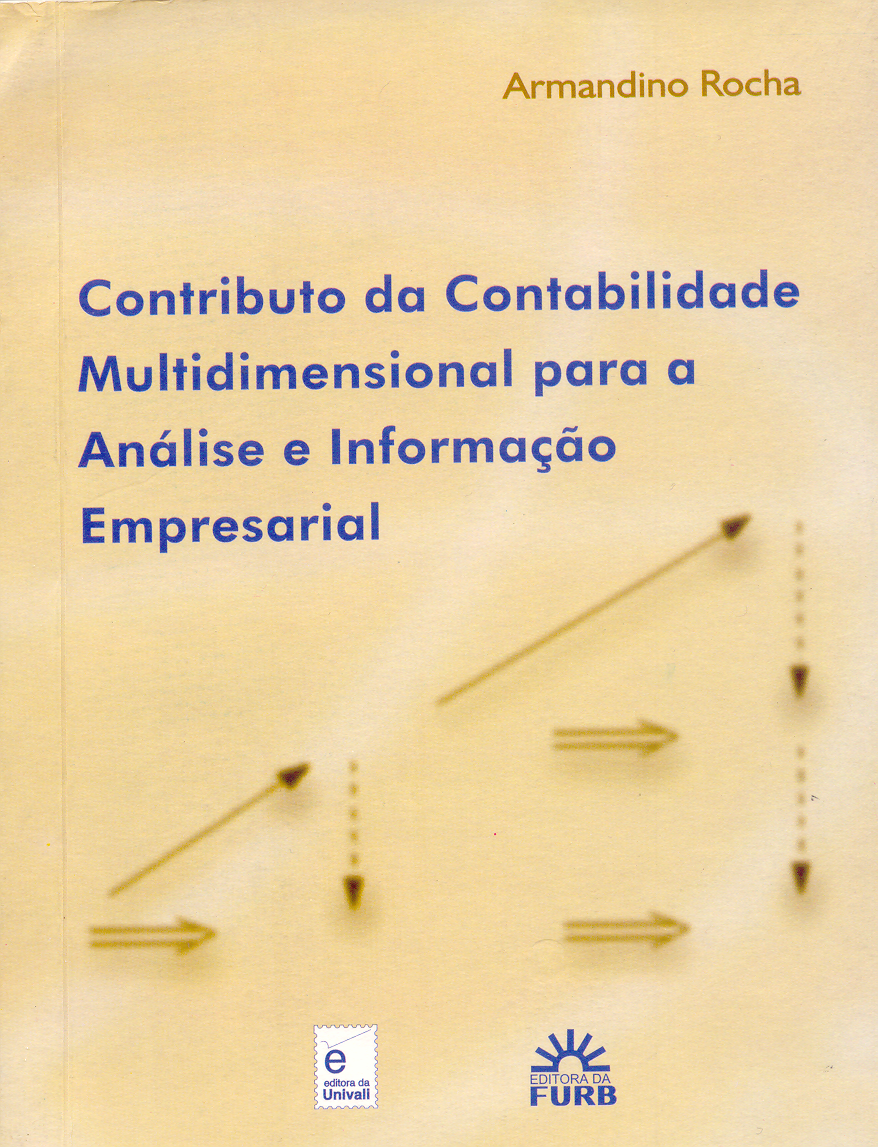 Armandino Rocha
Contributo da Contabilidade
Multidimensional para a
Análise e Informação
Empresarial
e
editora da
Univali
EDITORA DA
FURB